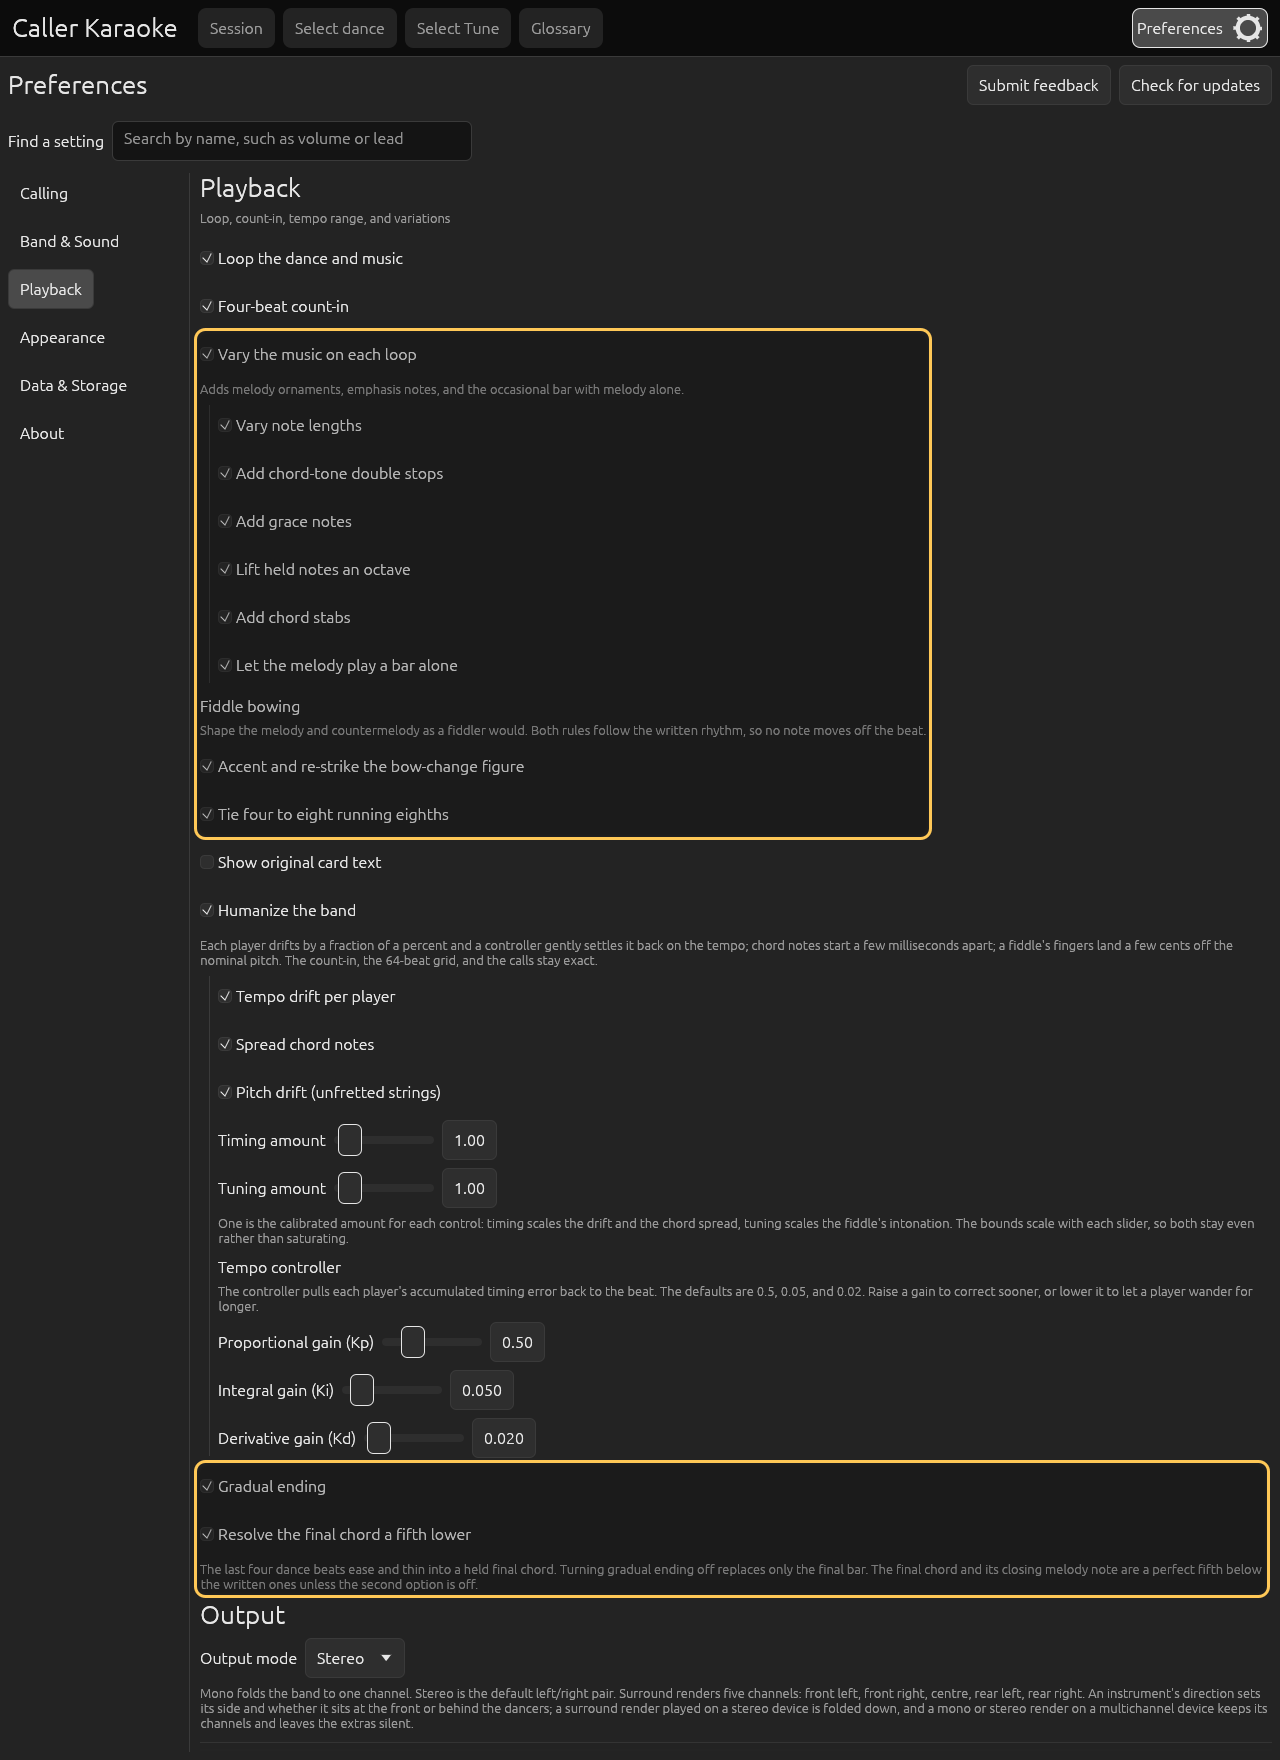 Caller Karaoke
Session
Select dance
Select Tune
Glossary
Preferences
Preferences
Submit feedback
Check for updates
Find a setting
Search by name, such as volume or lead
Calling
Band & Sound
Playback
Appearance
Data & Storage
About
Playback
Loop, count-in, tempo range, and variations
Loop the dance and music
Four-beat count-in
Vary the music on each loop
Adds melody ornaments, emphasis notes, and the occasional bar with melody alone.
Vary note lengths
Add chord-tone double stops
Add grace notes
Lift held notes an octave
Add chord stabs
Let the melody play a bar alone
Fiddle bowing
Shape the melody and countermelody as a fiddler would. Both rules follow the written rhythm, so no note moves off the beat.
Accent and re-strike the bow-change figure
Tie four to eight running eighths
Show original card text
Humanize the band
Each player drifts by a fraction of a percent and a controller gently settles it back on the tempo; chord notes start a few milliseconds apart; a fiddle's fingers land a few cents off the
nominal pitch. The count-in, the 64-beat grid, and the calls stay exact.
Tempo drift per player
Spread chord notes
Pitch drift (unfretted strings)
Timing amount 1.00
Tuning amount 1.00
One is the calibrated amount for each control: timing scales the drift and the chord spread, tuning scales the fiddle's intonation. The bounds scale with each slider, so both stay even
rather than saturating.
Tempo controller
The controller pulls each player's accumulated timing error back to the beat. The defaults are 0.5, 0.05, and 0.02. Raise a gain to correct sooner, or lower it to let a player wander for
longer.
Proportional gain (Kp) 0.50
Integral gain (Ki) 0.050
Derivative gain (Kd) 0.020
Gradual ending
Resolve the final chord a fifth lower
The last four dance beats ease and thin into a held final chord. Turning gradual ending off replaces only the final bar. The final chord and its closing melody note are a perfect fifth below
the written ones unless the second option is off.
Output
Output mode Stereo
Mono folds the band to one channel. Stereo is the default left/right pair. Surround renders five channels: front left, front right, centre, rear left, rear right. An instrument's direction sets
its side and whether it sits at the front or behind the dancers; a surround render played on a stereo device is folded down, and a mono or stereo render on a multichannel device keeps its
channels and leaves the extras silent.